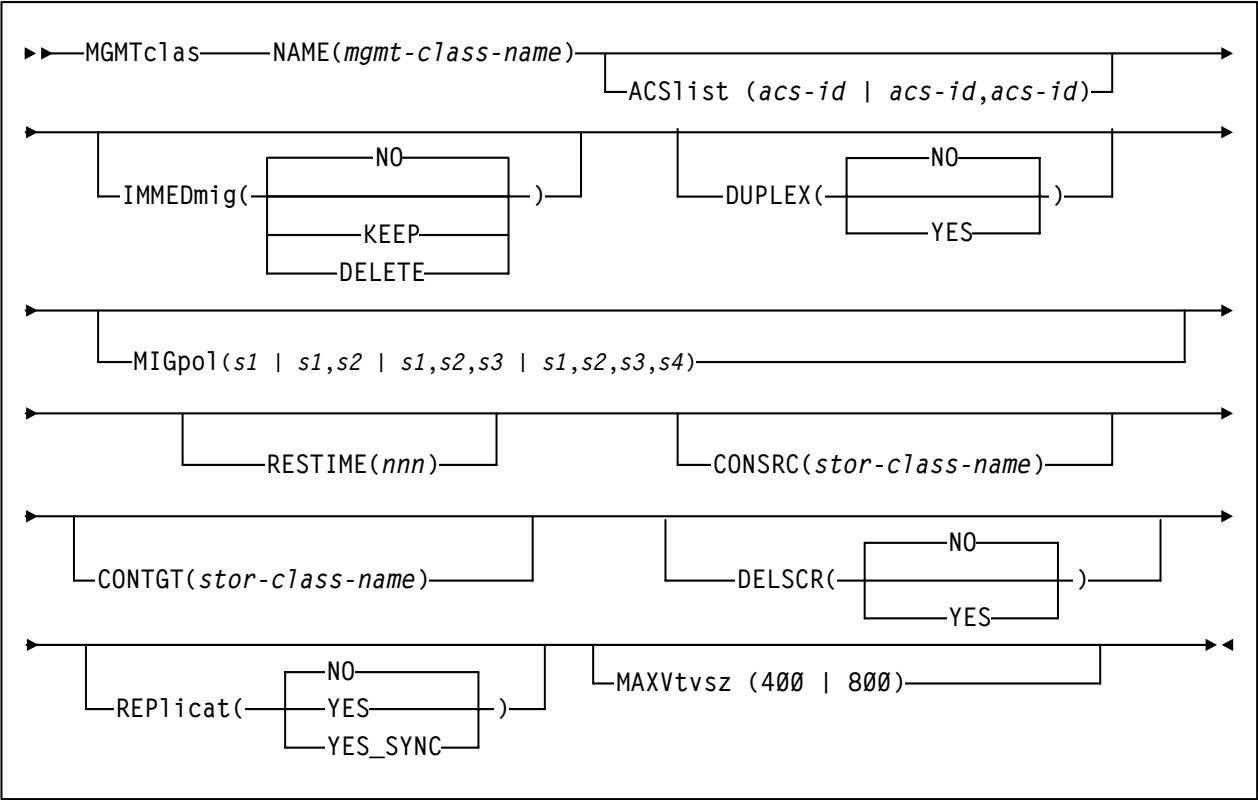 MGMTclas NAME(mgmt-class-name)
ACSlist (acs-id | acs-id,acs-id)
IMMEDmig( NO KEEP DELETE )
DUPLEX( NO YES )
MIGpol(s1 | s1,s2 | s1,s2,s3 | s1,s2,s3,s4)
RESTIME(nnn)
CONSRC(stor-class-name)
CONTGT(stor-class-name)
DELSCR( NO YES )
REPlicat( NO YES YES_SYNC )
MAXVtvsz (4ØØ | 8ØØ)